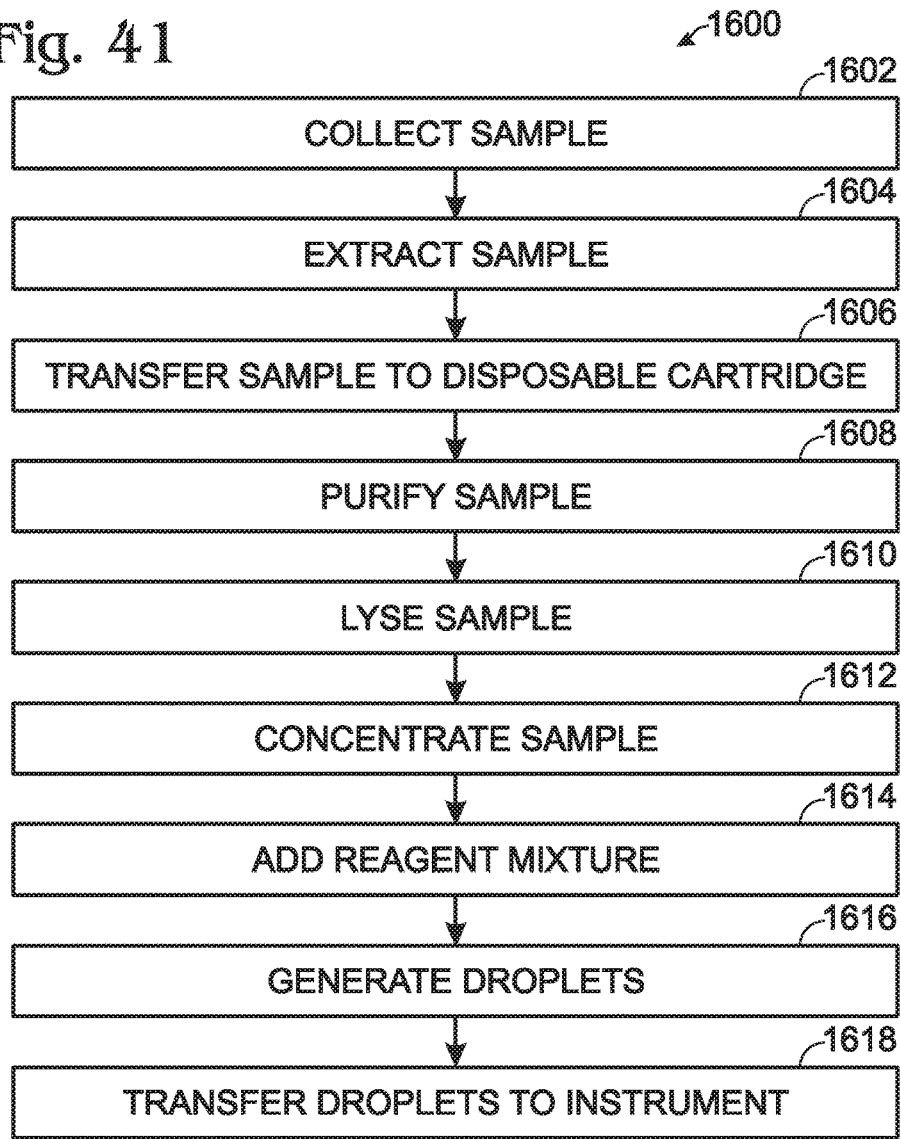 Fig. 41
1600
1602
COLLECT SAMPLE
1604
EXTRACT SAMPLE
1606
TRANSFER SAMPLE TO DISPOSABLE CARTRIDGE
1608
PURIFY SAMPLE
1610
LYSE SAMPLE
1612
CONCENTRATE SAMPLE
1614
ADD REAGENT MIXTURE
1616
GENERATE DROPLETS
1618
TRANSFER DROPLETS TO INSTRUMENT